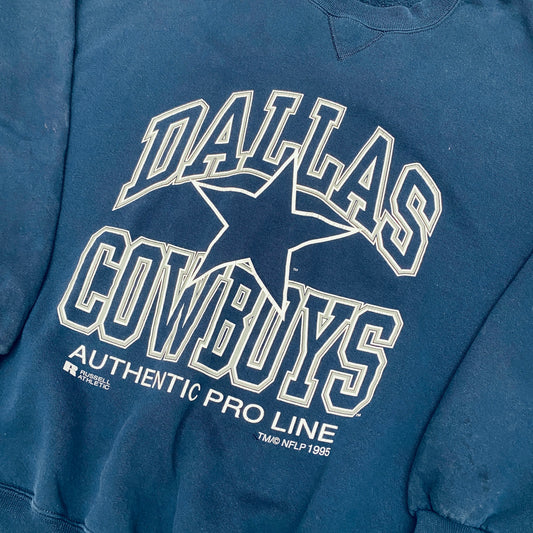 DALLAS
COWBOYS
AUTHENTIC PRO LINE
R RUSSELL
ATHLETIC
TM/© NFLP 1995